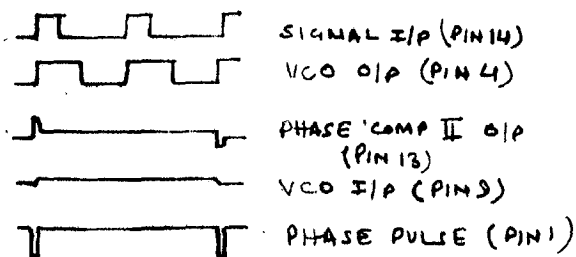 SIGNAL I/P (PIN 14)
VCO O/P (PIN 4)
PHASE COMP II O/P
(PIN 13)
VCO I/P (PIN 9)
PHASE PULSE (PIN 1)